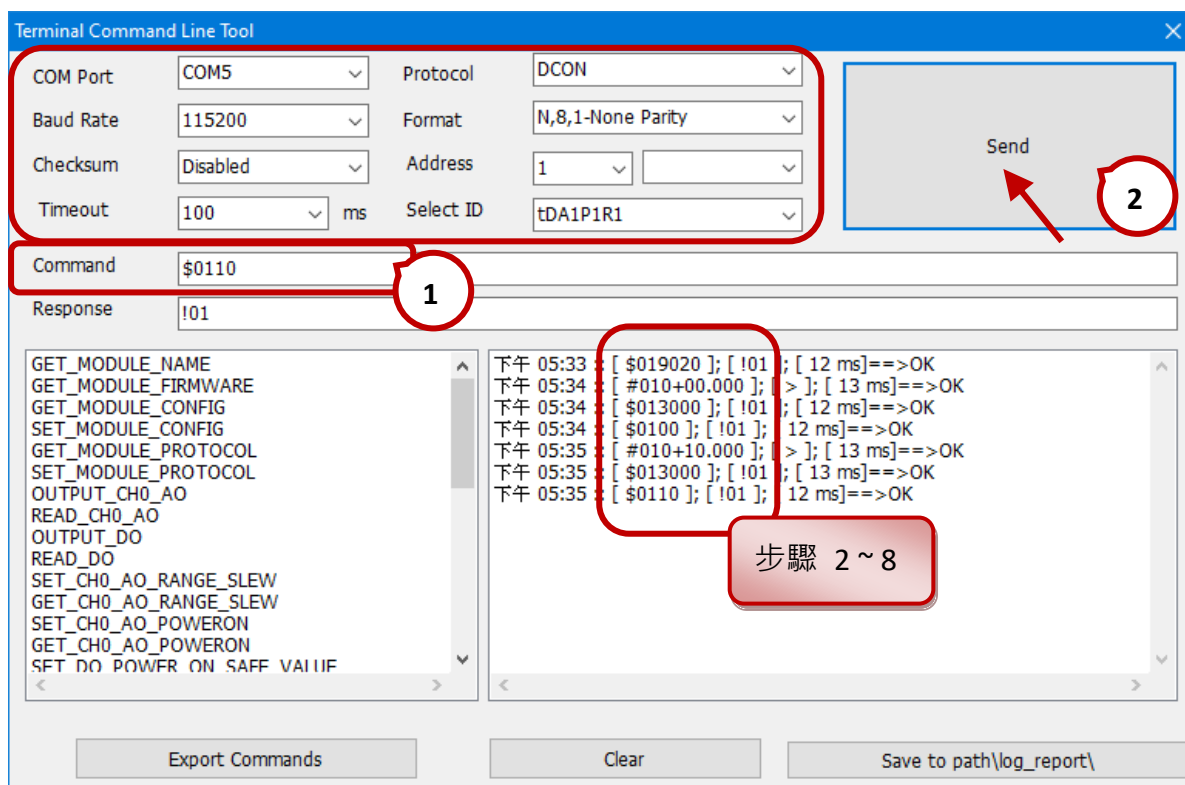 Terminal Command Line Tool
COM Port COM5 Protocol DCON
Baud Rate 115200 Format N,8,1-None Parity
Checksum Disabled Address 1
Timeout 100 ms Select ID tDA1P1R1
Send
2
Command $0110
1
Response !01
GET_MODULE_NAME
GET_MODULE_FIRMWARE
GET_MODULE_CONFIG
SET_MODULE_CONFIG
GET_MODULE_PROTOCOL
SET_MODULE_PROTOCOL
OUTPUT_CH0_AO
READ_CH0_AO
OUTPUT_DO
READ_DO
SET_CH0_AO_RANGE_SLEW
GET_CH0_AO_RANGE_SLEW
SET_CH0_AO_POWERON
GET_CH0_AO_POWERON
SET_DO_POWER_ON_SAFE_VALUE
下午 05:33 : [ $019020 ]; [ !01 ]; [ 12 ms]==>OK
下午 05:34 : [ #010+00.000 ]; [ > ]; [ 13 ms]==>OK
下午 05:34 : [ $013000 ]; [ !01 ]; [ 12 ms]==>OK
下午 05:34 : [ $0100 ]; [ !01 ]; [ 12 ms]==>OK
下午 05:35 : [ #010+10.000 ]; [ > ]; [ 13 ms]==>OK
下午 05:35 : [ $013000 ]; [ !01 ]; [ 13 ms]==>OK
下午 05:35 : [ $0110 ]; [ !01 ]; [ 12 ms]==>OK
步驟 2 ~ 8
Export Commands Clear Save to path\log_report\